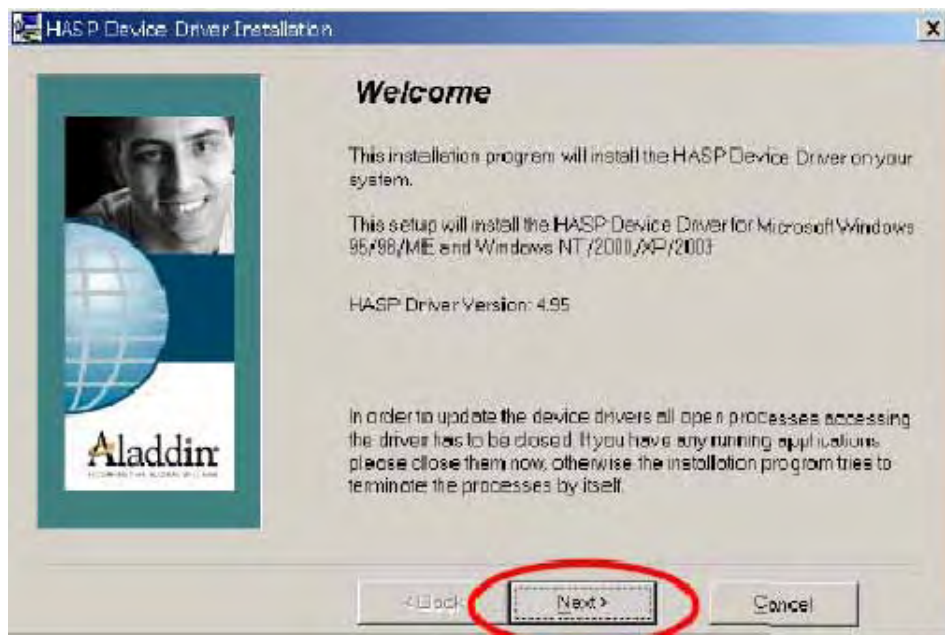 HASP Device Driver Installation
Welcome
This installation program will install the HASP Device Driver on your
system.
This setup will install the HASP Device Driver for Microsoft Windows
95/98/ME and Windows NT/2000/XP/2003
HASP Driver Version: 4.95
In order to update the device drivers all open processes accessing
the driver has to be closed. If you have any running applications
please close them now, otherwise the installation program tries to
terminate the processes by itself.
Aladdin
< Back
Next >
Cancel